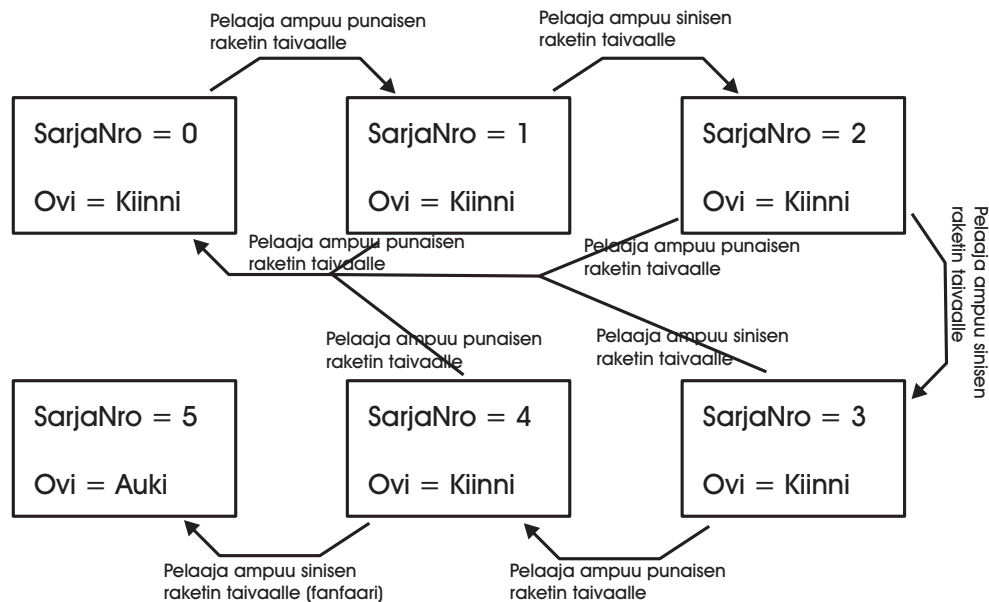 Pelaaja ampuu punaisen
raketin taivaalle
Pelaaja ampuu sinisen
raketin taivaalle
SarjaNro = 0
Ovi = Kiinni
SarjaNro = 1
Ovi = Kiinni
SarjaNro = 2
Ovi = Kiinni
Pelaaja ampuu punaisen
raketin taivaalle
Pelaaja ampuu punaisen
raketin taivaalle
Pelaaja ampuu sinisen
raketin taivaalle
Pelaaja ampuu punaisen
raketin taivaalle
Pelaaja ampuu sinisen
raketin taivaalle
SarjaNro = 5
Ovi = Auki
SarjaNro = 4
Ovi = Kiinni
SarjaNro = 3
Ovi = Kiinni
Pelaaja ampuu sinisen
raketin taivaalle (fanfaari)
Pelaaja ampuu punaisen
raketin taivaalle